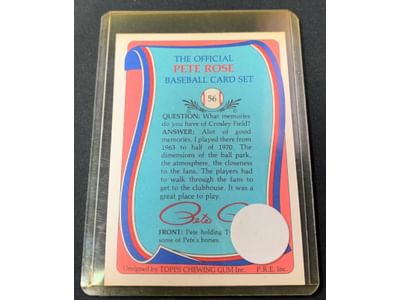 THE OFFICIAL
PETE ROSE
BASEBALL CARD SET
56
QUESTION: What memories
do you have of Crosley Field?
ANSWER: Alot of good
memories. I played there from
1963 to half of 1970. The
dimensions of the ball park,
the atmosphere, the closeness
to the fans. The players had
to walk through the fans to
get to the clubhouse. It was a
great place to play.
Pete
FRONT: Pete holding
some of Pete's homes.
Designed by TOPPS CHEWING GUM Inc. P.R.E. Inc.